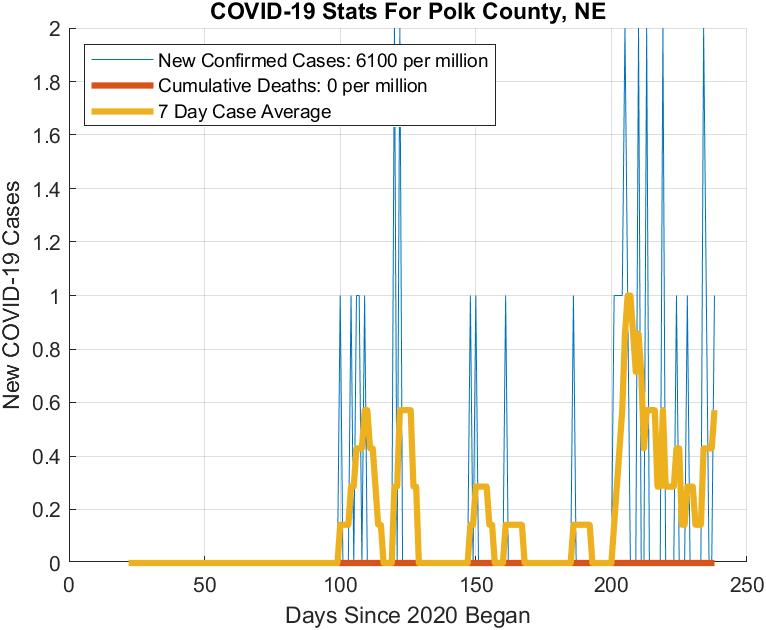 COVID-19 Stats For Polk County, NE
New Confirmed Cases: 6100 per million
Cumulative Deaths: 0 per million
7 Day Case Average
New COVID-19 Cases
2
1.8
1.6
1.4
1.2
1
0.8
0.6
0.4
0.2
0
0 50 100 150 200 250
Days Since 2020 Began